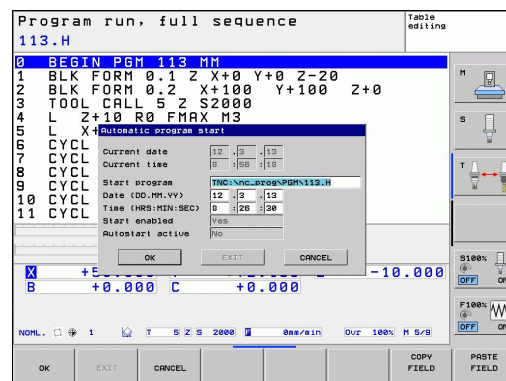 Program run, full sequence
Table editing
113.H
0 BEGIN PGM 113 MM
1 BLK FORM 0.1 Z X+0 Y+0 Z-20
2 BLK FORM 0.2 X+100 Y+100 Z+0
3 TOOL CALL 5 Z S2000
4 L Z+10 R0 FMAX M3
5 L X+
6 CYCL
7 CYCL
8 CYCL
9 CYCL
10 CYCL
11 CYCL
Automatic program start
Current date 12 .3 .13
Current time 8 :56 :18
Start program TNC:\nc_prog\PGM\113.H
Date (DD.MM.YY) 12 .3 .13
Time (HRS:MIN:SEC) 8 :26 :30
Start enabled Yes
Autostart active No
OK EXIT CANCEL
X -10.000
B +0.000 C +0.000
NOML. 1 T 5 Z S 2000 F 0mm/min Ovr 100% M 5/9
M
S
T
S100%
OFF ON
F100%
OFF ON
OK EXIT CANCEL COPY FIELD PASTE FIELD